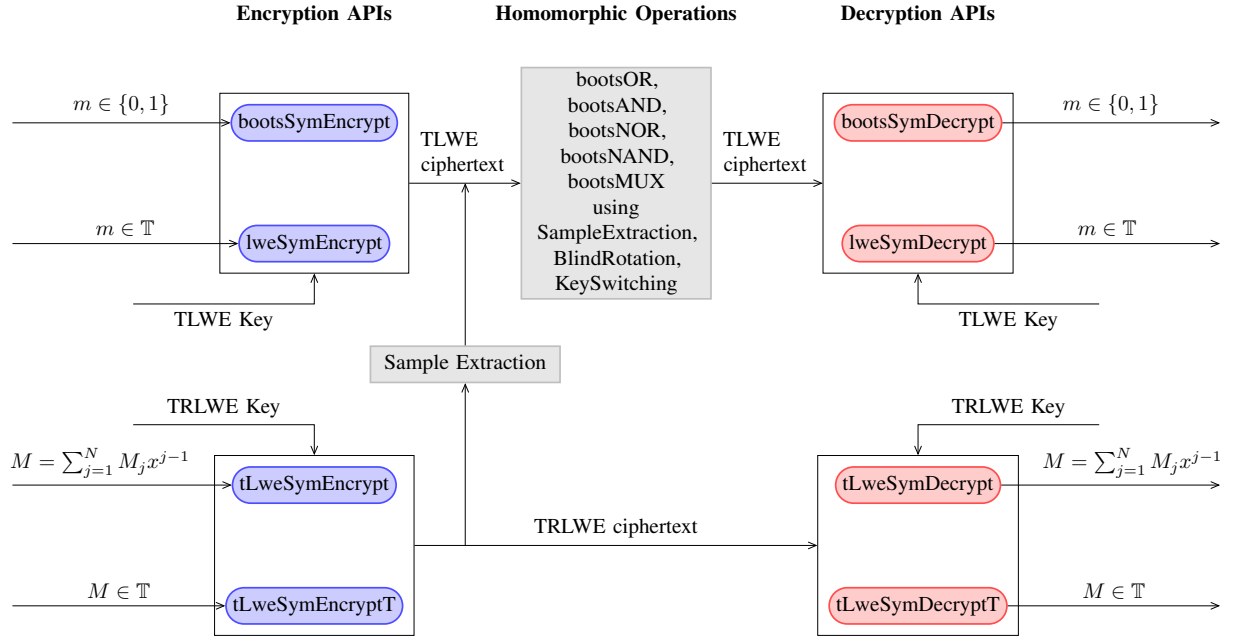 Encryption APIs
Homomorphic Operations
Decryption APIs
m ∈ {0, 1}
bootsSymEncrypt
m ∈ 𝕋
lweSymEncrypt
TLWE Key
TLWE
ciphertext
bootsOR,
bootsAND,
bootsNOR,
bootsNAND,
bootsMUX
using
SampleExtraction,
BlindRotation,
KeySwitching
TLWE
ciphertext
bootsSymDecrypt
m ∈ {0, 1}
lweSymDecrypt
m ∈ 𝕋
TLWE Key
Sample Extraction
TRLWE Key
M = ∑_{j=1}^{N} M_j x^{j−1}
tLweSymEncrypt
M ∈ 𝕋
tLweSymEncryptT
TRLWE ciphertext
TRLWE Key
tLweSymDecrypt
M = ∑_{j=1}^{N} M_j x^{j−1}
tLweSymDecryptT
M ∈ 𝕋